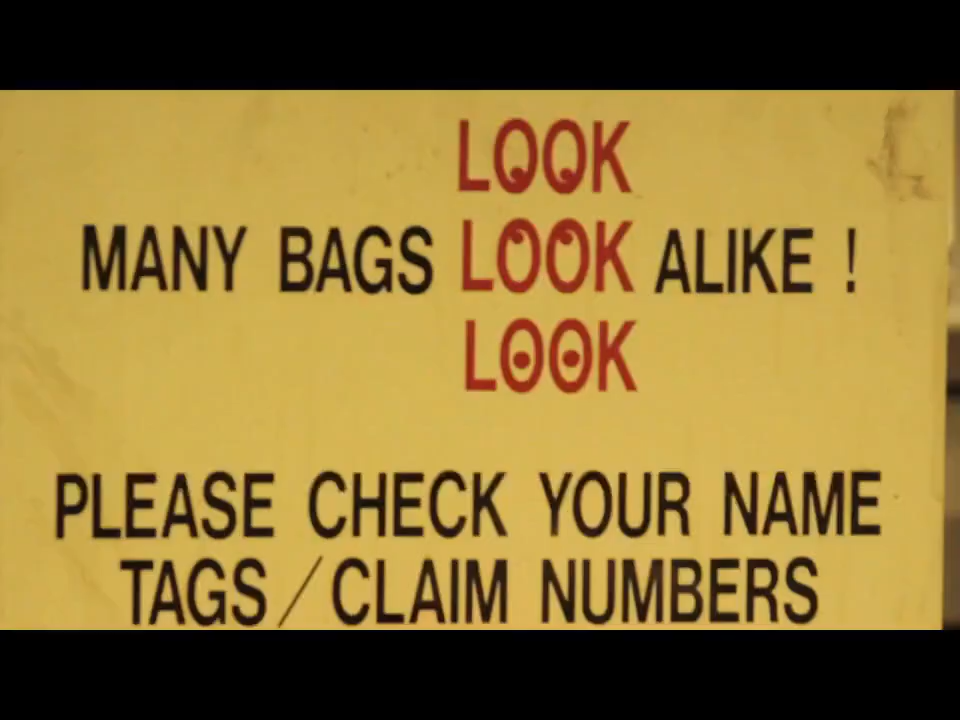 LOOK
MANY BAGS LOOK ALIKE !
LOOK
PLEASE CHECK YOUR NAME
TAGS / CLAIM NUMBERS